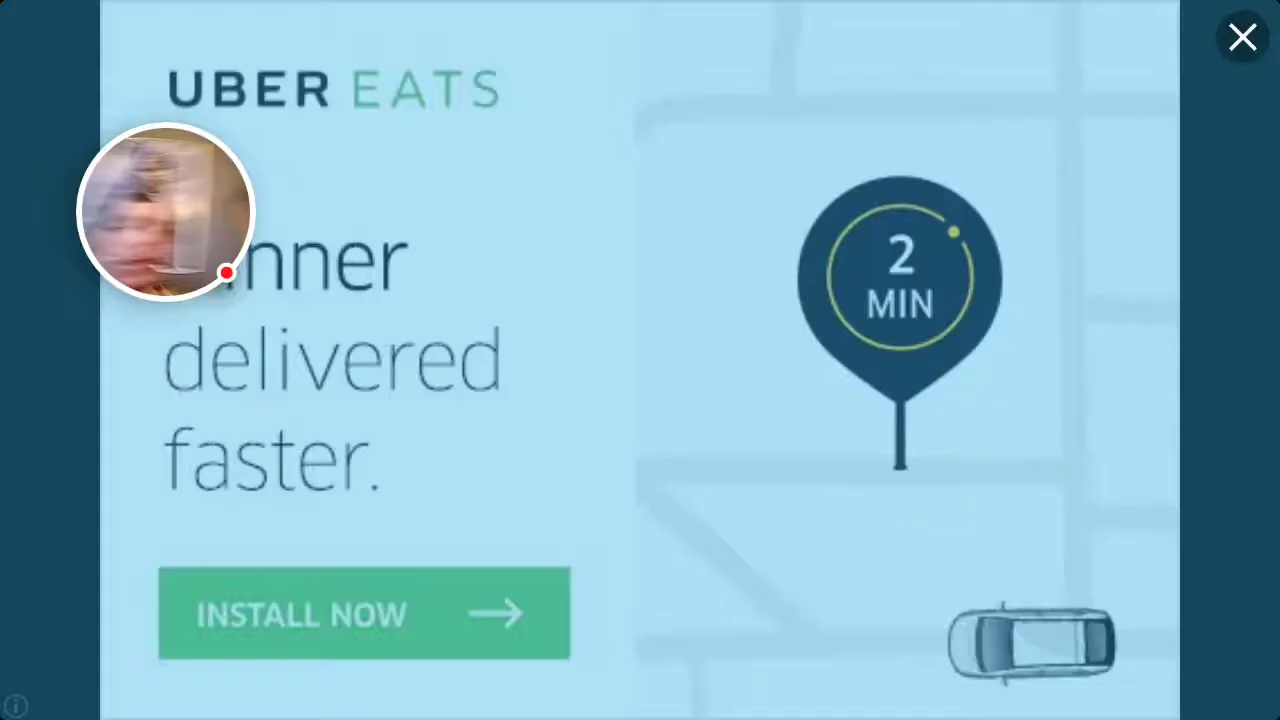 UBER EATS
nner
delivered
faster.
INSTALL NOW
2
MIN